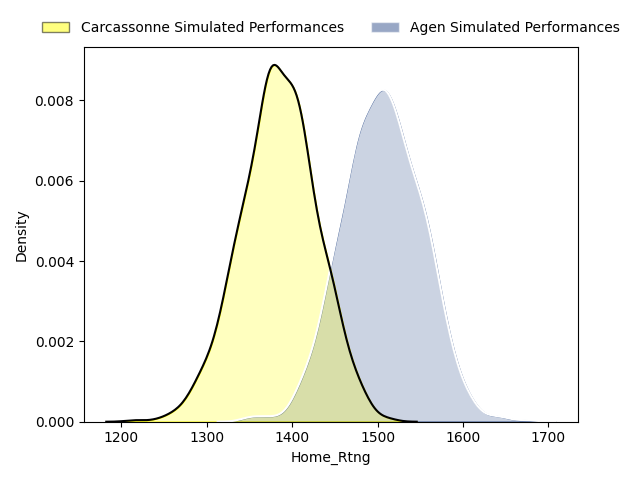 Carcassonne Simulated Performances
Agen Simulated Performances
Density
0.008
0.006
0.004
0.002
0.000
1200 1300 1400 1500 1600 1700
Home_Rtng